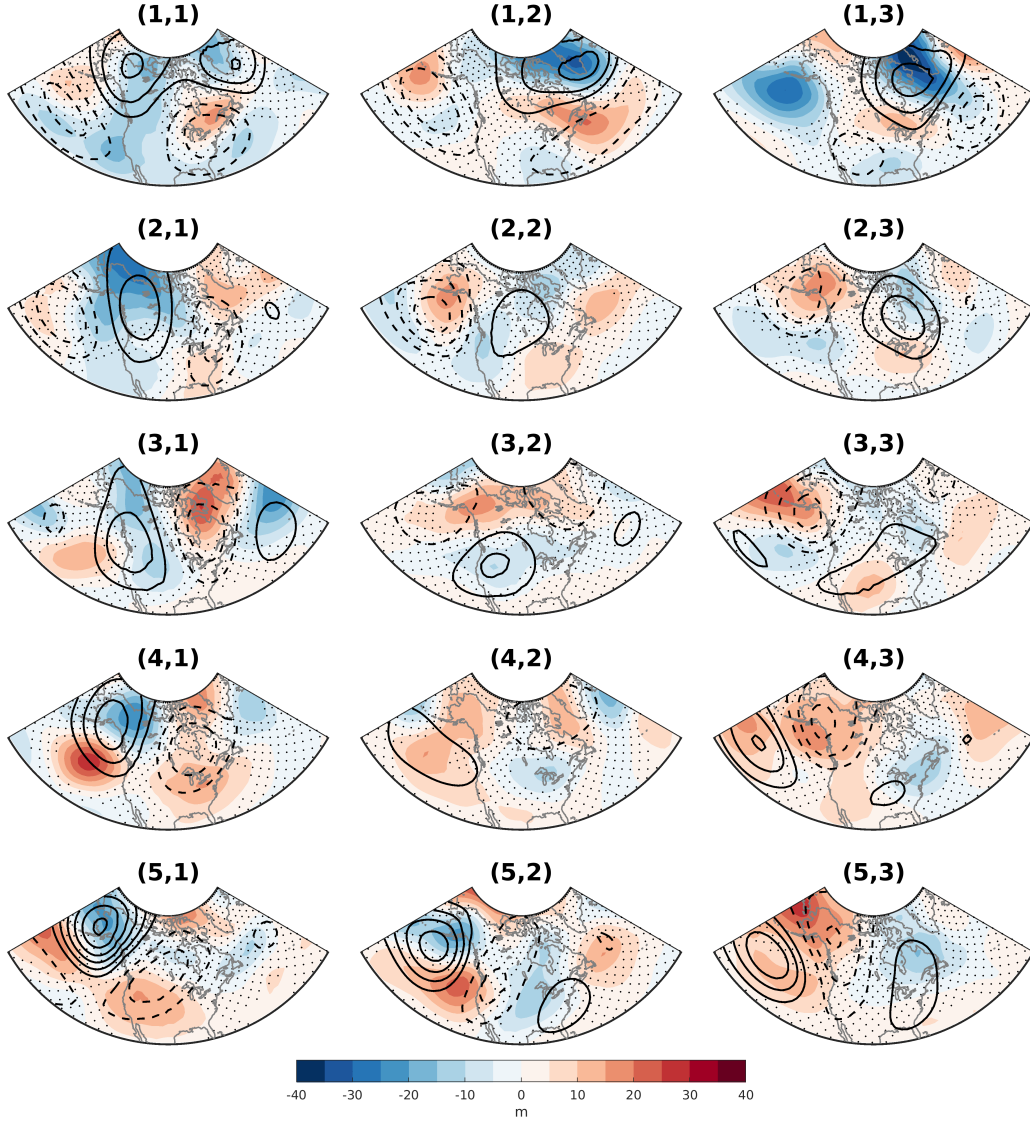 (1,1) (1,2) (1,3)
(2,1) (2,2) (2,3)
(3,1) (3,2) (3,3)
(4,1) (4,2) (4,3)
(5,1) (5,2) (5,3)
-40 -30 -20 -10 0 10 20 30 40
m